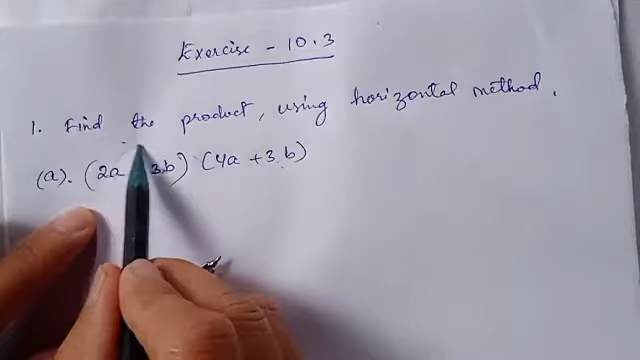 Exercise - 10.3
1. Find the product, using horizontal method.
(a). (2a 3b) (4a + 3b)